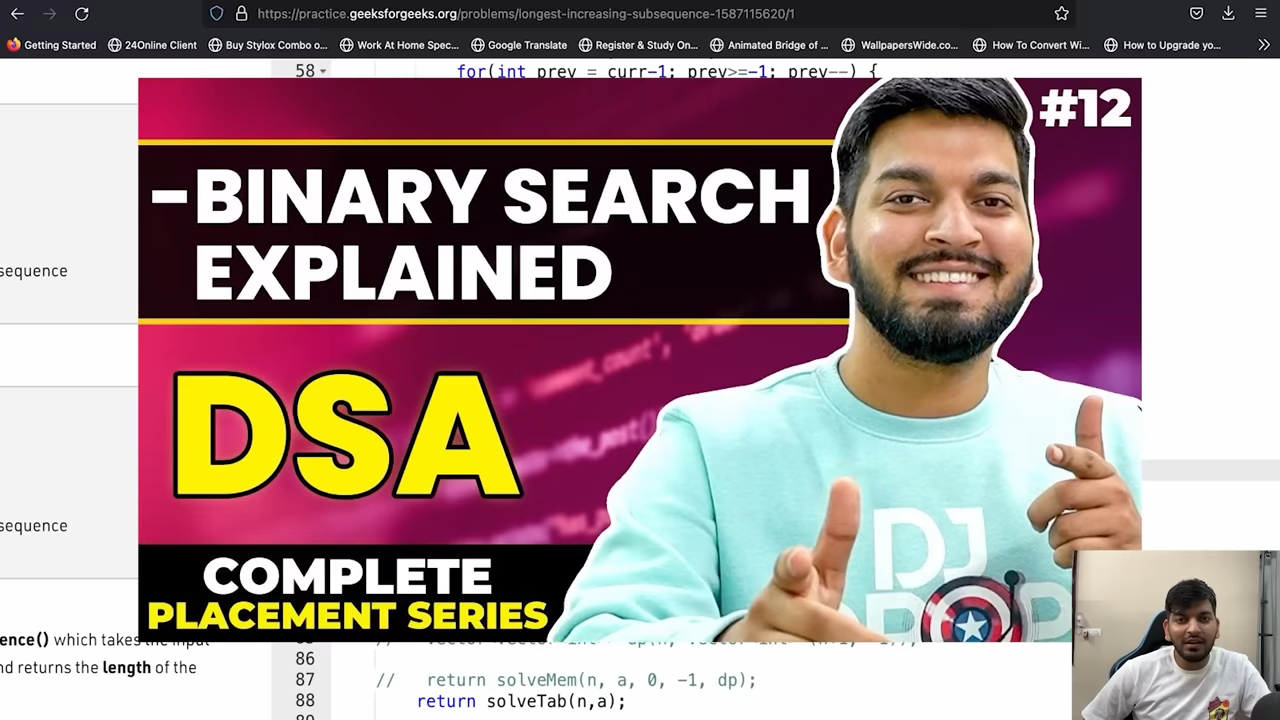 https://practice.geeksforgeeks.org/problems/longest-increasing-subsequence-1587115620/1
Getting Started
24Online Client
Buy Stylox Combo o...
Work At Home Spec...
Google Translate
Register & Study On...
Animated Bridge of ...
WallpapersWide.co...
How To Convert Wi...
How to Upgrade yo...
58 for(int prev = curr-1; prev>=-1; prev--) {
#12
-BINARY SEARCH
EXPLAINED
sequence
DSA
sequence
DJ
COMPLETE
PLACEMENT SERIES
ence() which takes the input
nd returns the length of the
86
87 // return solveMem(n, a, 0, -1, dp);
88 return solveTab(n,a);